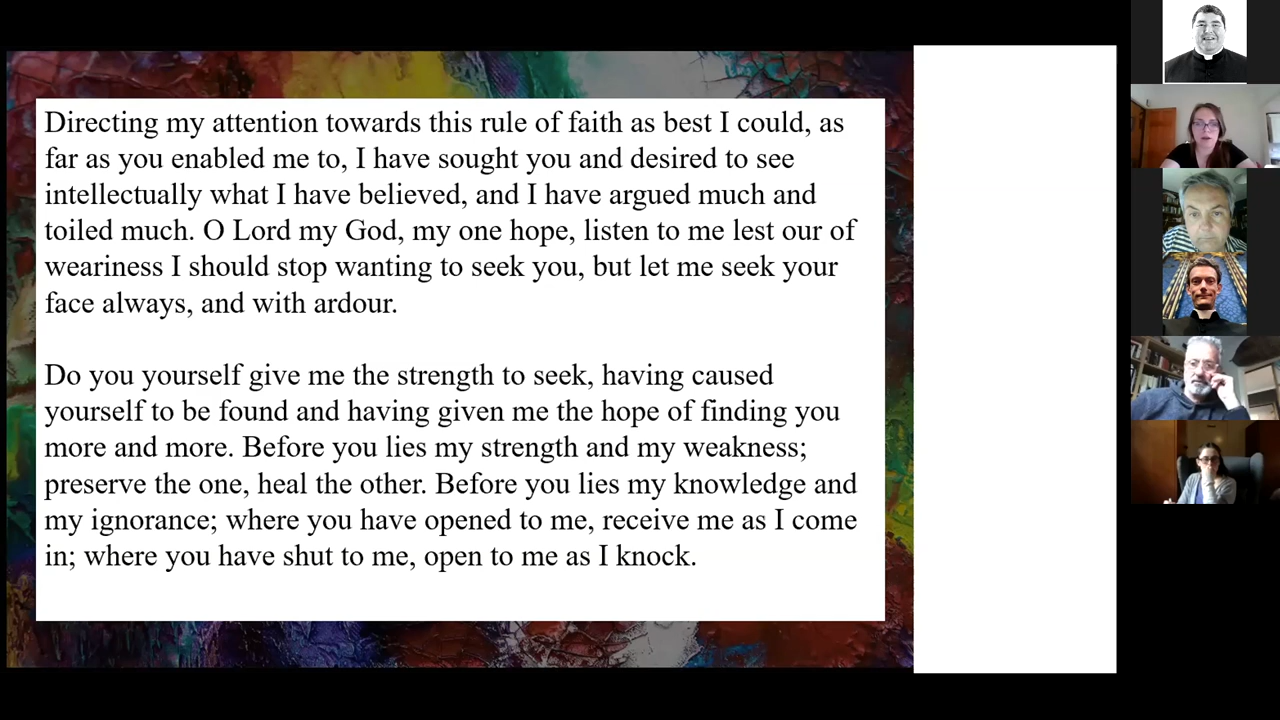 Directing my attention towards this rule of faith as best I could, as
far as you enabled me to, I have sought you and desired to see
intellectually what I have believed, and I have argued much and
toiled much. O Lord my God, my one hope, listen to me lest our of
weariness I should stop wanting to seek you, but let me seek your
face always, and with ardour.
Do you yourself give me the strength to seek, having caused
yourself to be found and having given me the hope of finding you
more and more. Before you lies my strength and my weakness;
preserve the one, heal the other. Before you lies my knowledge and
my ignorance; where you have opened to me, receive me as I come
in; where you have shut to me, open to me as I knock.